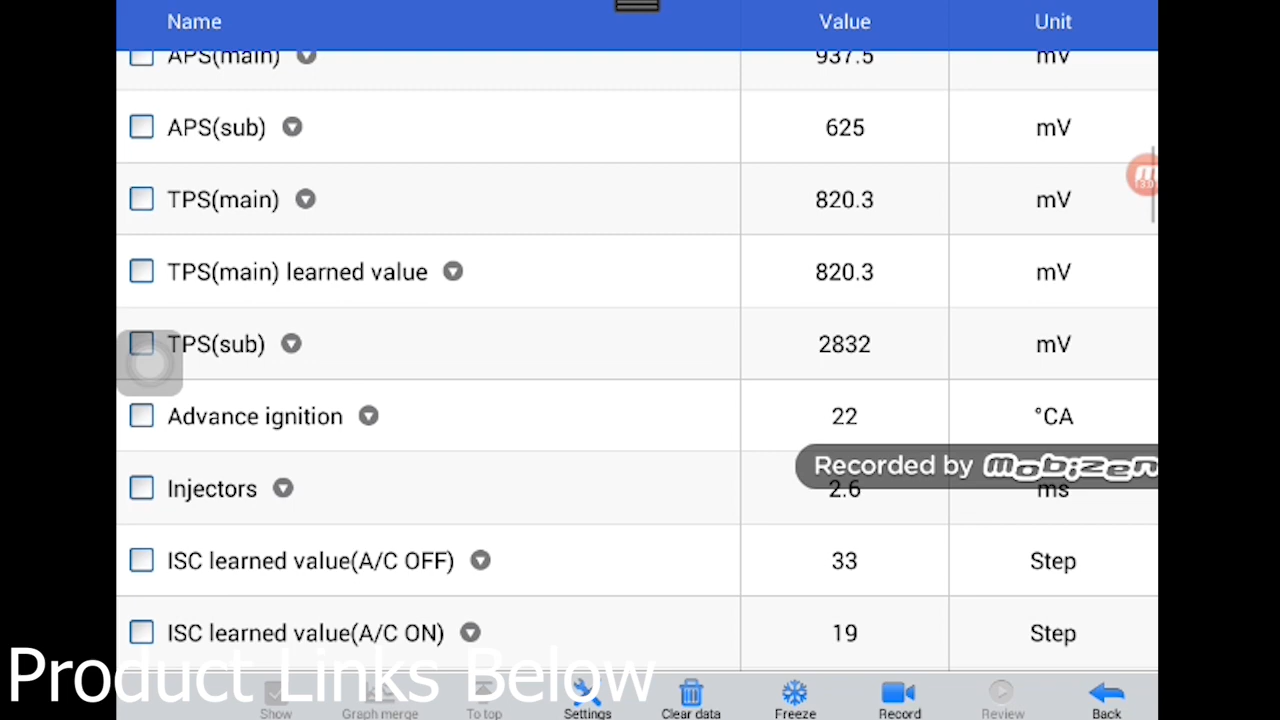 Name Value Unit
APS(main) 937.5 mV
APS(sub) 625 mV
TPS(main) 820.3 mV
TPS(main) learned value 820.3 mV
TPS(sub) 2832 mV
Advance ignition 22 °CA
Recorded by mobizen
Injectors 2.6 ms
ISC learned value(A/C OFF) 33 Step
ISC learned value(A/C ON) 19 Step
Product Links Below
Show Graph merge To top Settings Clear data Freeze Record Review Back